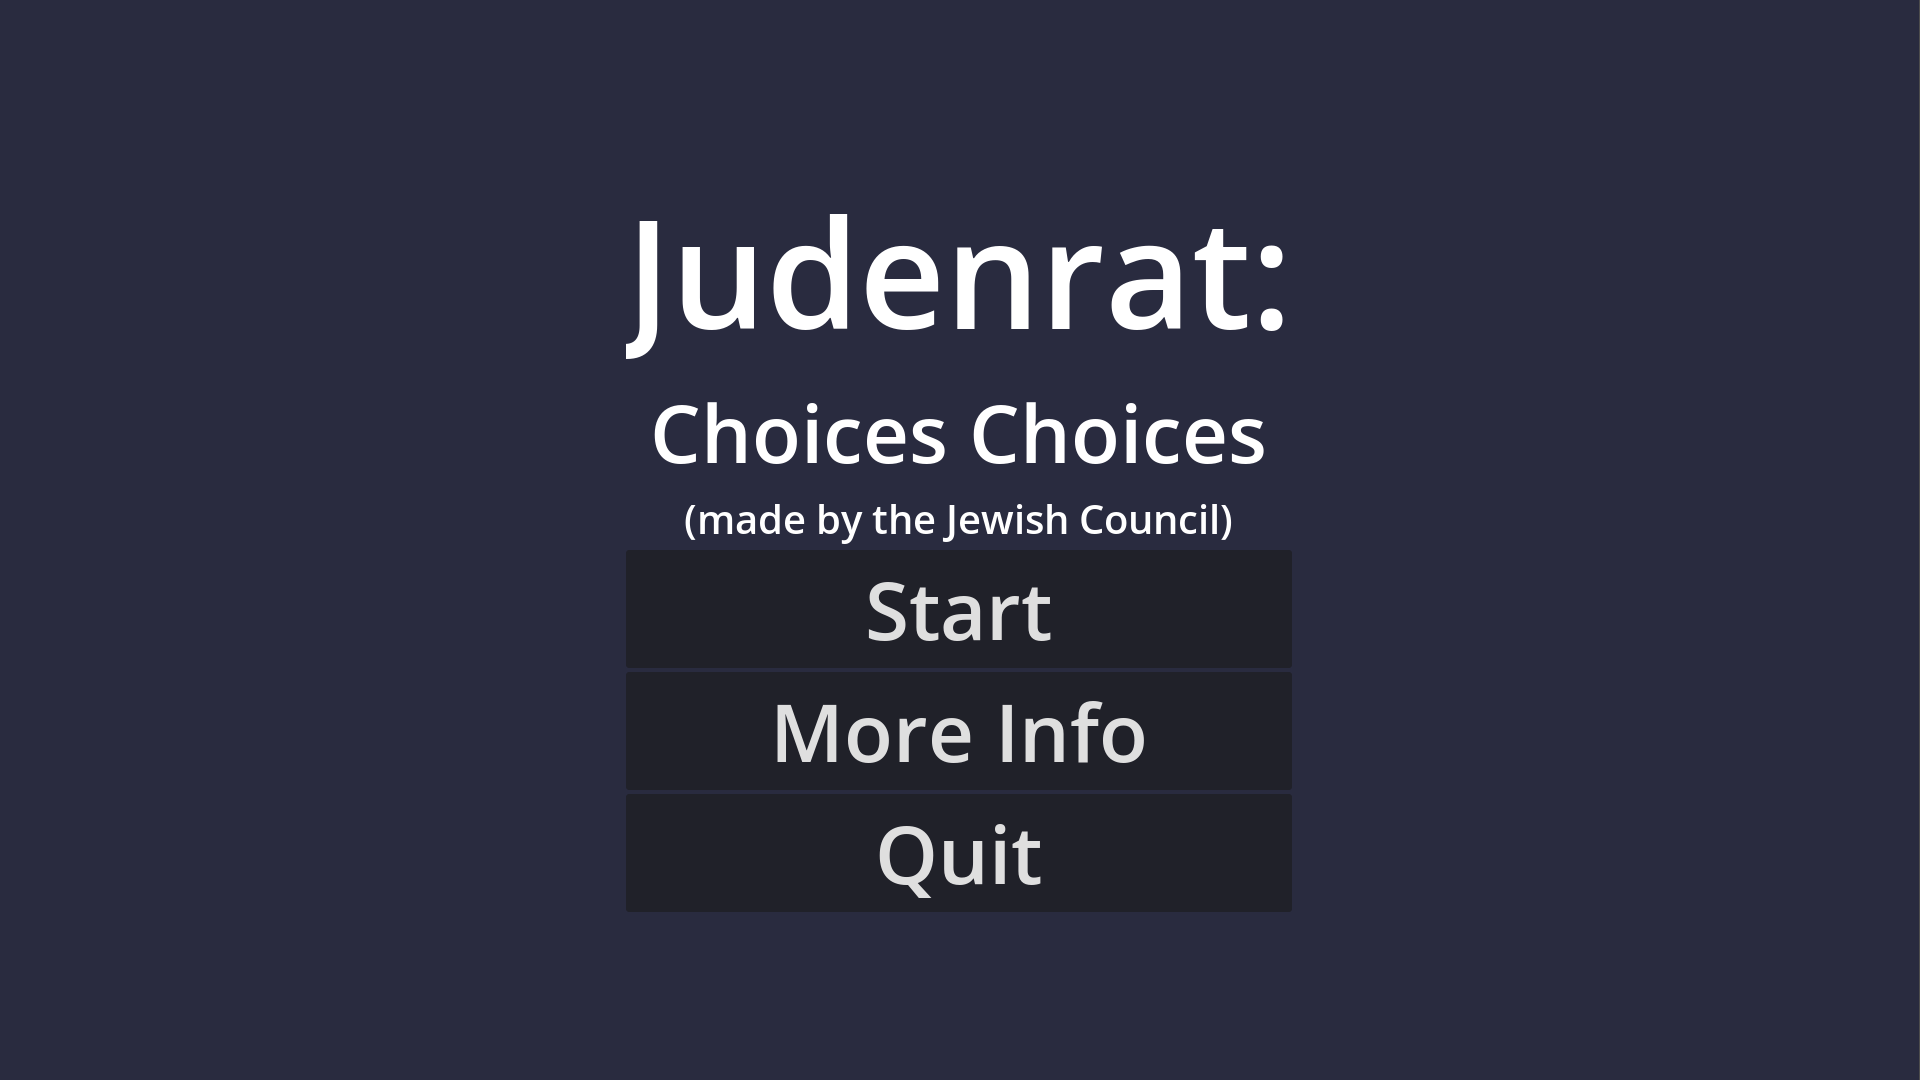 Judenrat:
Choices Choices
(made by the Jewish Council)
Start
More Info
Quit